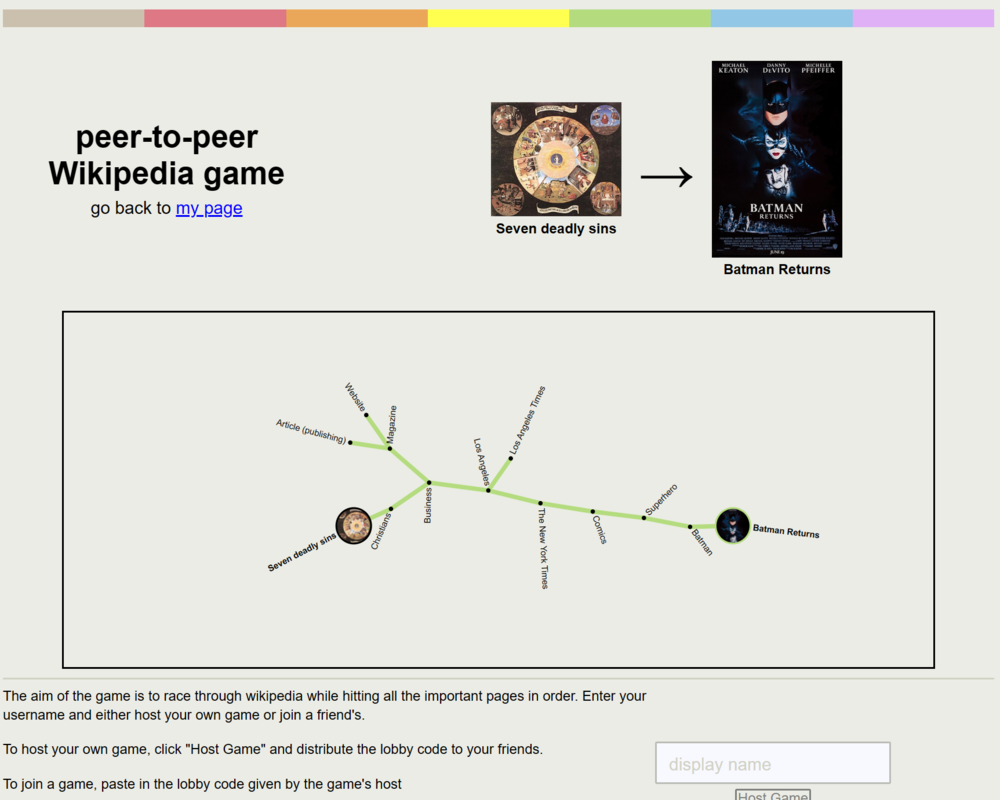 peer-to-peer
Wikipedia game
go back to my page
Seven deadly sins
MICHAEL KEATON DANNY DEVITO MICHELLE PFEIFFER
BATMAN
RETURNS
Batman Returns
Website
Magazine
Article (publishing)
Los Angeles Times
Los Angeles
Business
Christians
Seven deadly sins
The New York Times
Comics
Superhero
Batman
Batman Returns
The aim of the game is to race through wikipedia while hitting all the important pages in order. Enter your
username and either host your own game or join a friend's.
To host your own game, click "Host Game" and distribute the lobby code to your friends.
To join a game, paste in the lobby code given by the game's host
display name
Host Game